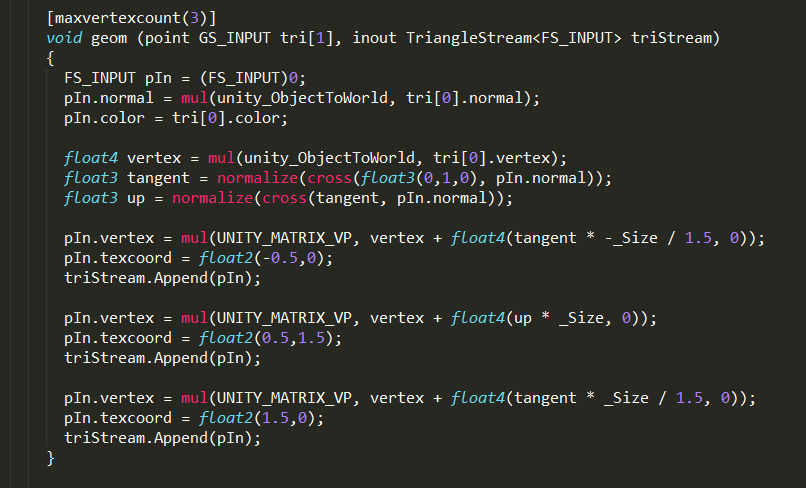 [maxvertexcount(3)]
void geom (point GS_INPUT tri[1], inout TriangleStream<FS_INPUT> triStream)
{
FS_INPUT pIn = (FS_INPUT)0;
pIn.normal = mul(unity_ObjectToWorld, tri[0].normal);
pIn.color = tri[0].color;
float4 vertex = mul(unity_ObjectToWorld, tri[0].vertex);
float3 tangent = normalize(cross(float3(0,1,0), pIn.normal));
float3 up = normalize(cross(tangent, pIn.normal));
pIn.vertex = mul(UNITY_MATRIX_VP, vertex + float4(tangent * -_Size / 1.5, 0));
pIn.texcoord = float2(-0.5,0);
triStream.Append(pIn);
pIn.vertex = mul(UNITY_MATRIX_VP, vertex + float4(up * _Size, 0));
pIn.texcoord = float2(0.5,1.5);
triStream.Append(pIn);
pIn.vertex = mul(UNITY_MATRIX_VP, vertex + float4(tangent * _Size / 1.5, 0));
pIn.texcoord = float2(1.5,0);
triStream.Append(pIn);
}